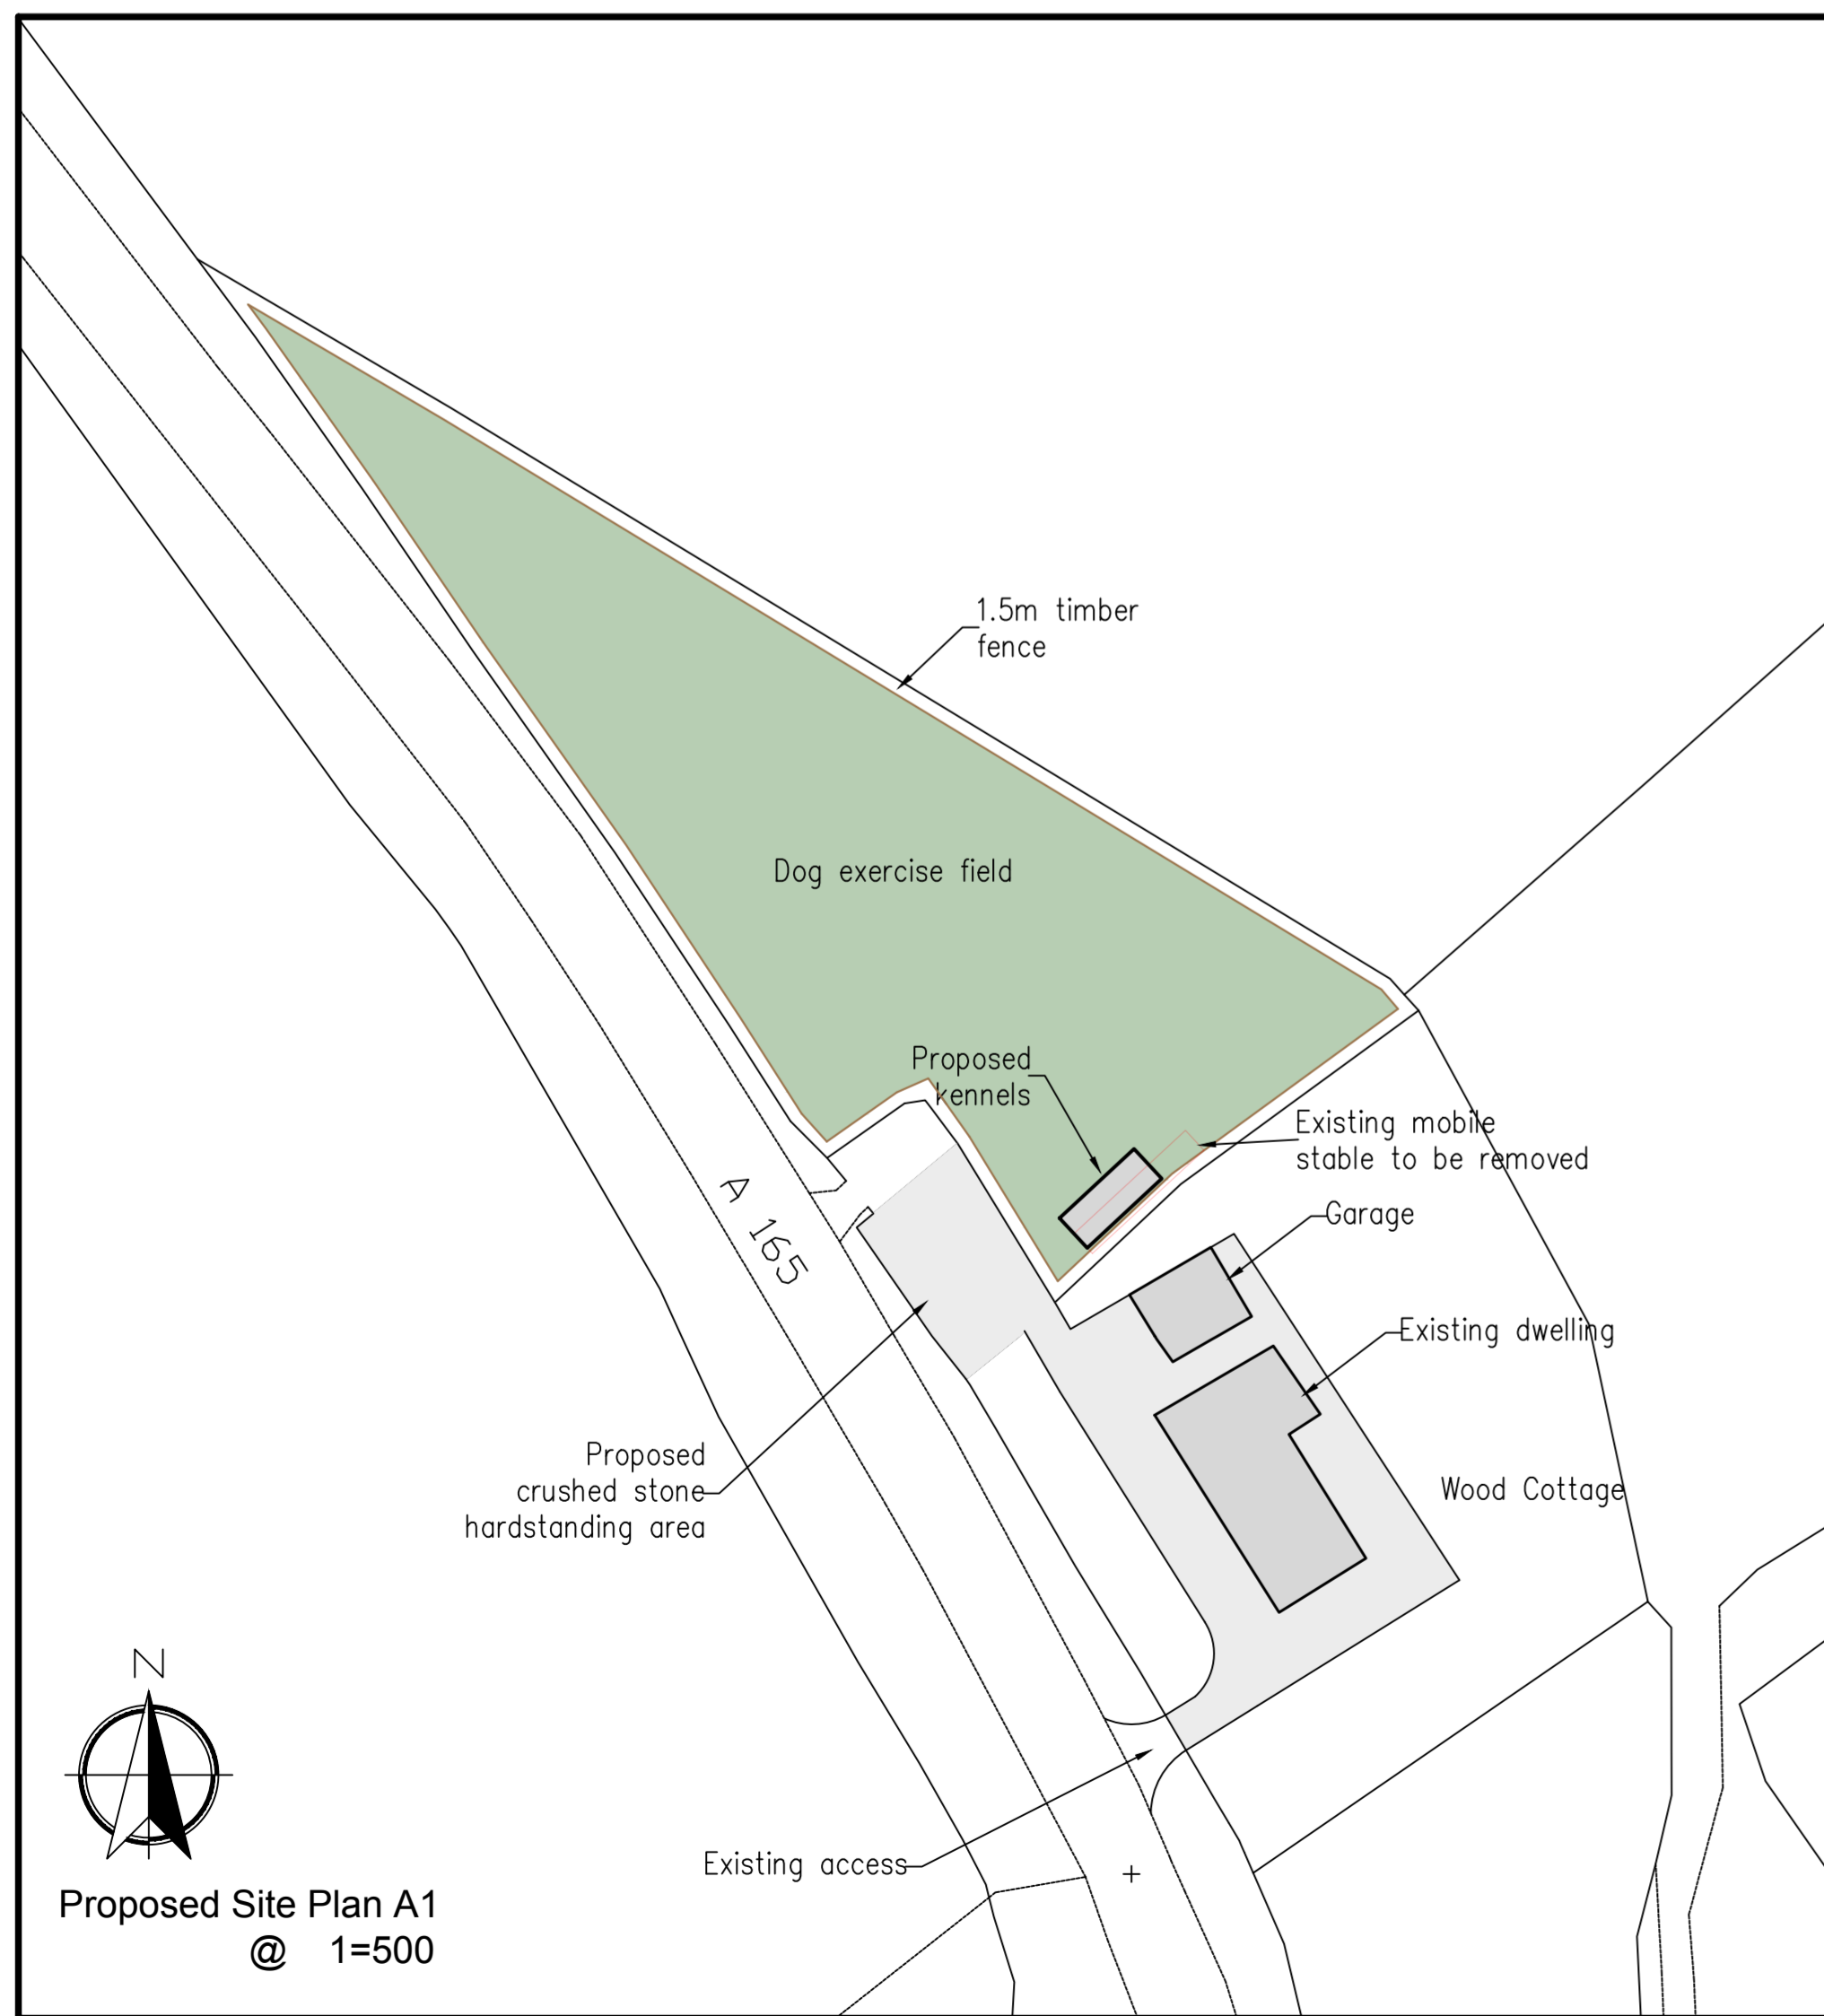 1.5m timber
fence
Dog exercise field
Proposed
kennels
Existing mobile
stable to be removed
A 165
Garage
Existing dwelling
Proposed
crushed stone
hardstanding area
Wood Cottage
N
Existing access
Proposed Site Plan A1
@ 1=500